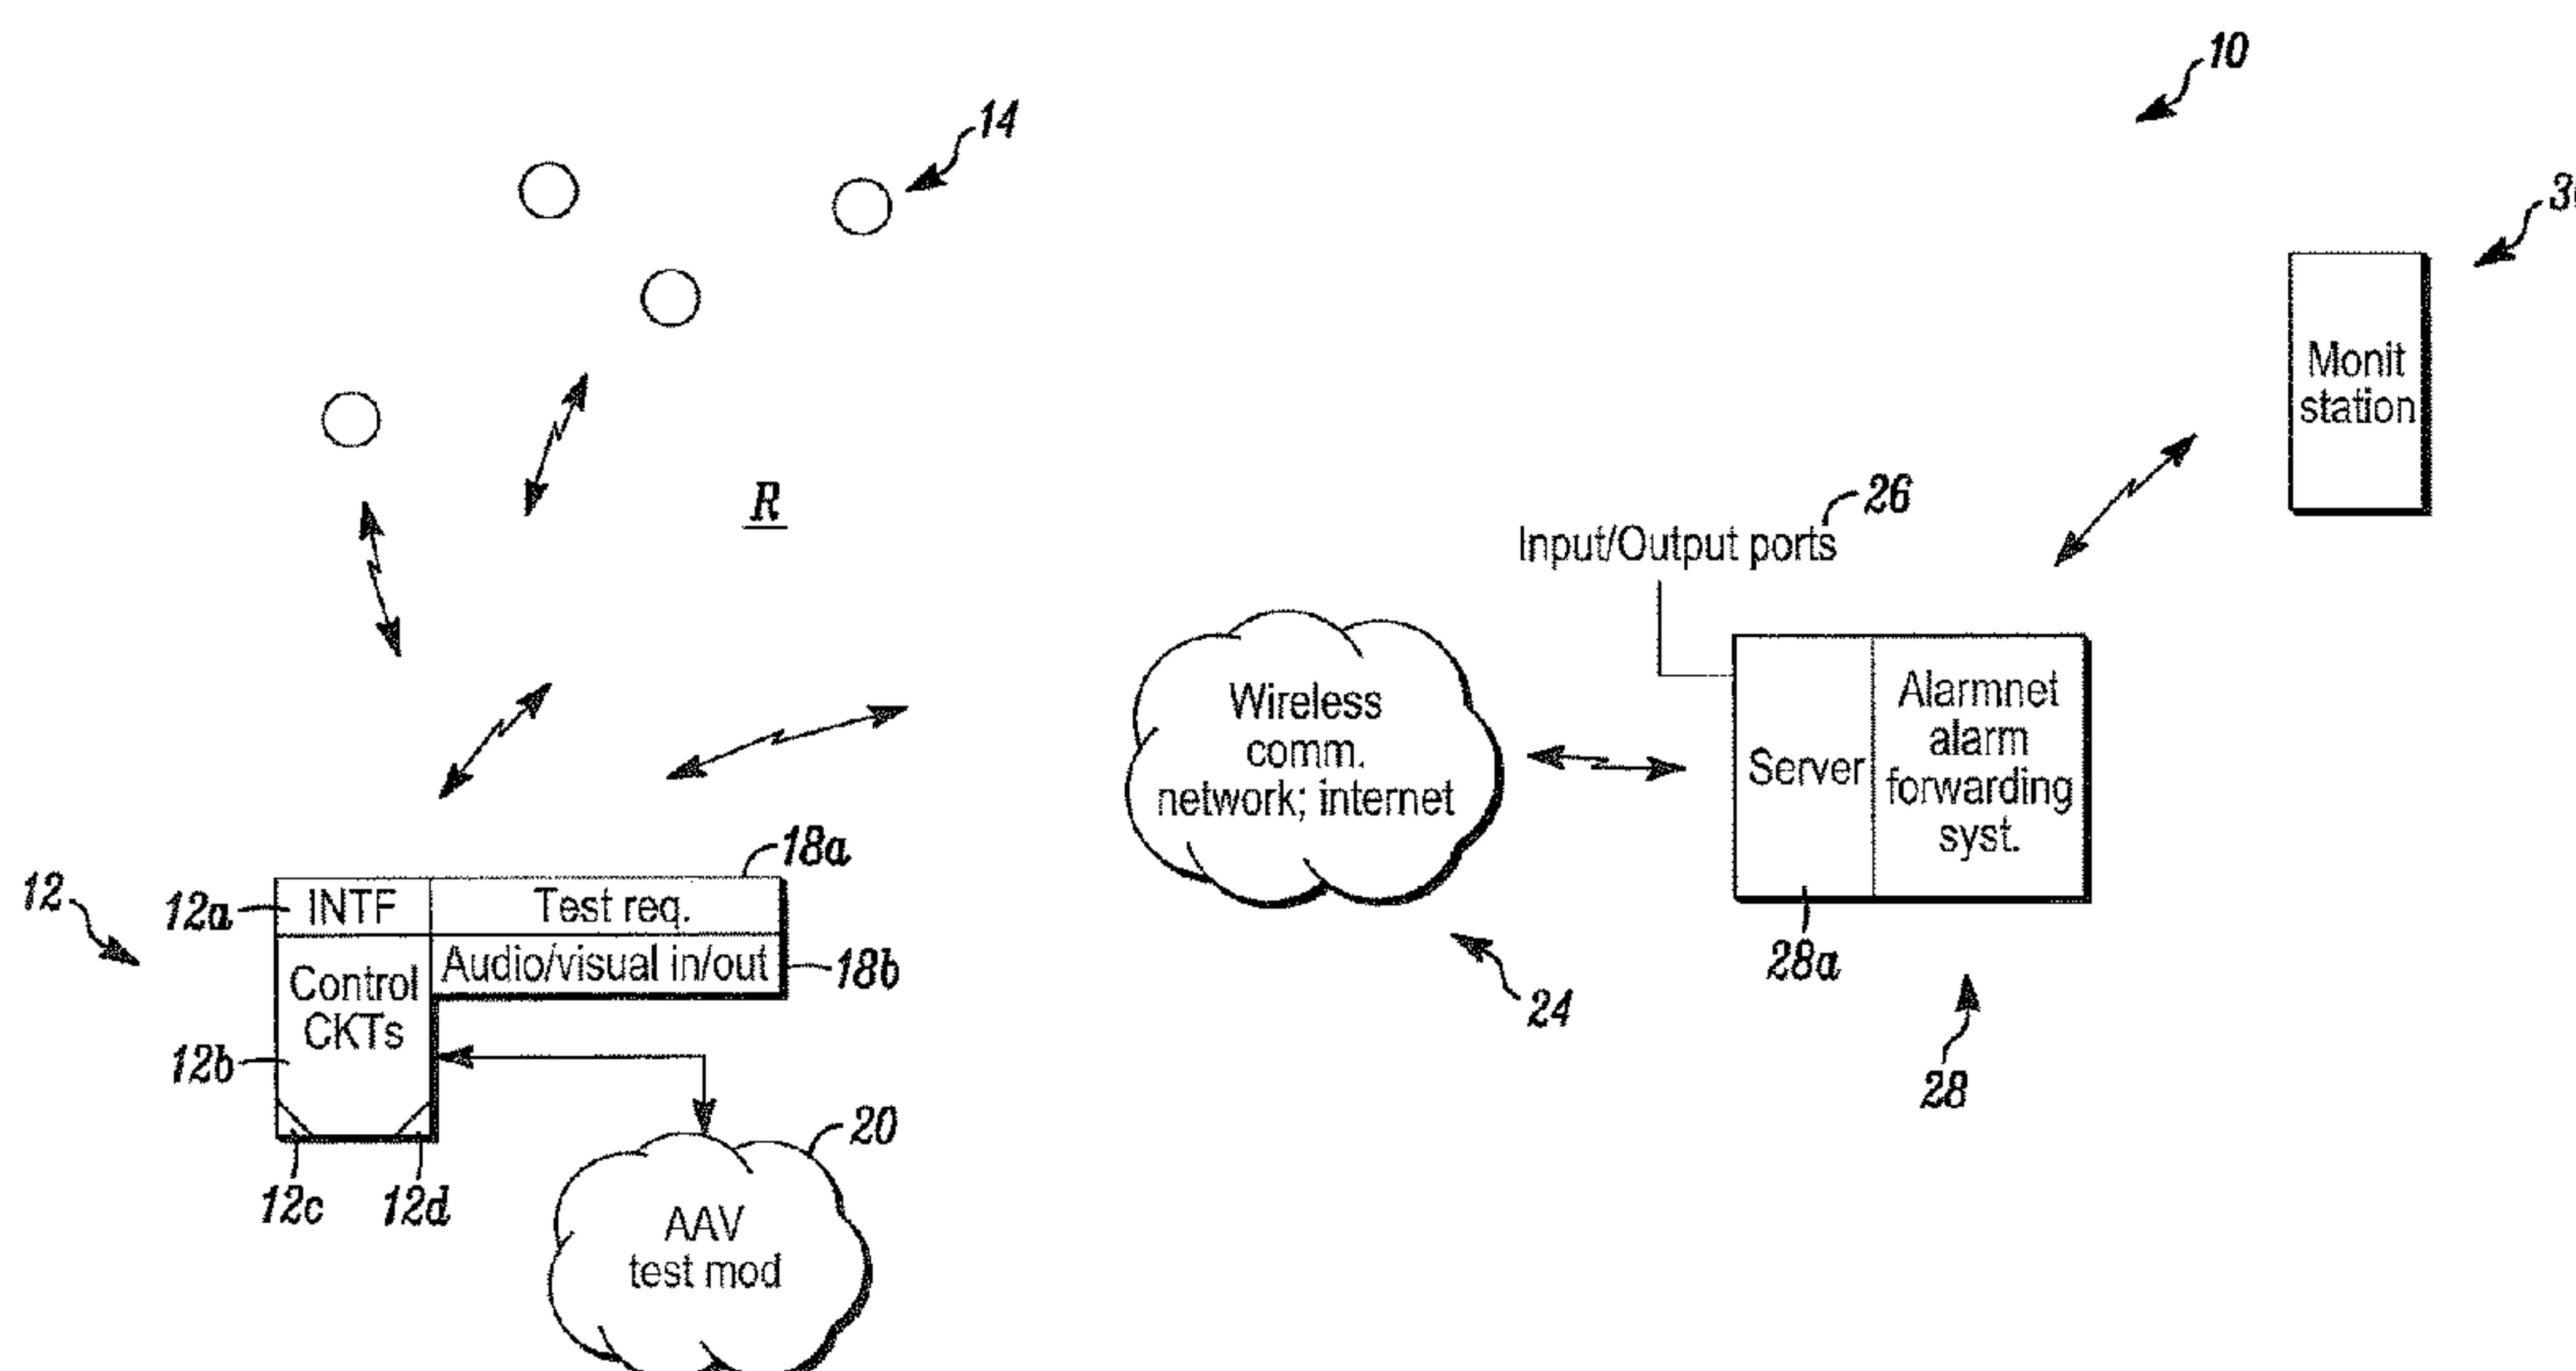 10
14
Monit
station
R
26
Input/Output ports
Wireless
comm.
network; internet
Server
Alarmnet
alarm
forwarding
syst.
18a
12
12a
INTF
Test req.
Control
CKTs
Audio/visual in/out
18b
28a
24
12b
28
20
12c
12d
AAV
test mod